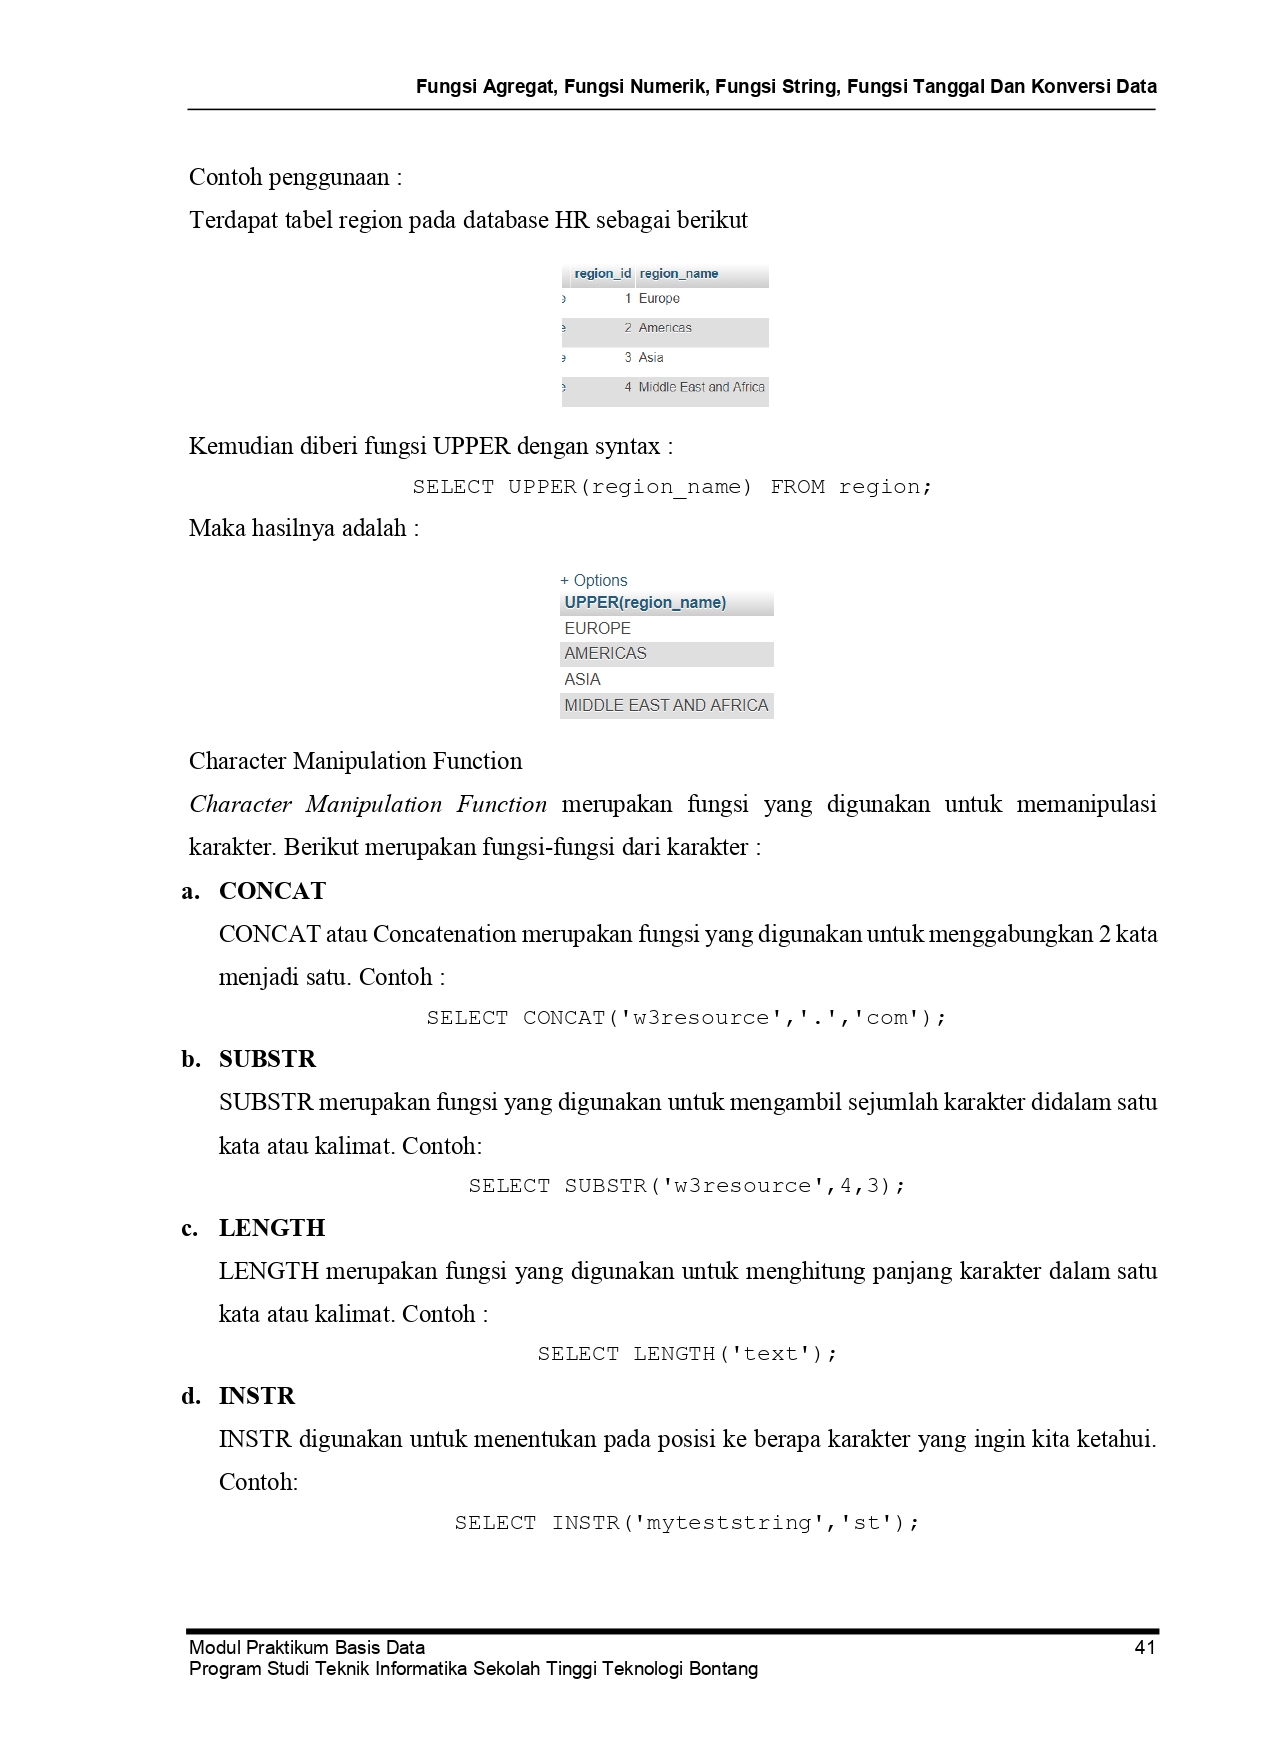 Fungsi Agregat, Fungsi Numerik, Fungsi String, Fungsi Tanggal Dan Konversi Data
Contoh penggunaan :
Terdapat tabel region pada database HR sebagai berikut
region_id region_name
1 Europe
2 Americas
3 Asia
4 Middle East and Africa
Kemudian diberi fungsi UPPER dengan syntax :
SELECT UPPER(region_name) FROM region;
Maka hasilnya adalah :
+ Options
UPPER(region_name)
EUROPE
AMERICAS
ASIA
MIDDLE EAST AND AFRICA
Character Manipulation Function
Character Manipulation Function merupakan fungsi yang digunakan untuk memanipulasi
karakter. Berikut merupakan fungsi-fungsi dari karakter :
a. CONCAT
CONCAT atau Concatenation merupakan fungsi yang digunakan untuk menggabungkan 2 kata
menjadi satu. Contoh :
SELECT CONCAT('w3resource','.','com');
b. SUBSTR
SUBSTR merupakan fungsi yang digunakan untuk mengambil sejumlah karakter didalam satu
kata atau kalimat. Contoh:
SELECT SUBSTR('w3resource',4,3);
c. LENGTH
LENGTH merupakan fungsi yang digunakan untuk menghitung panjang karakter dalam satu
kata atau kalimat. Contoh :
SELECT LENGTH('text');
d. INSTR
INSTR digunakan untuk menentukan pada posisi ke berapa karakter yang ingin kita ketahui.
Contoh:
SELECT INSTR('myteststring','st');
Modul Praktikum Basis Data 41
Program Studi Teknik Informatika Sekolah Tinggi Teknologi Bontang